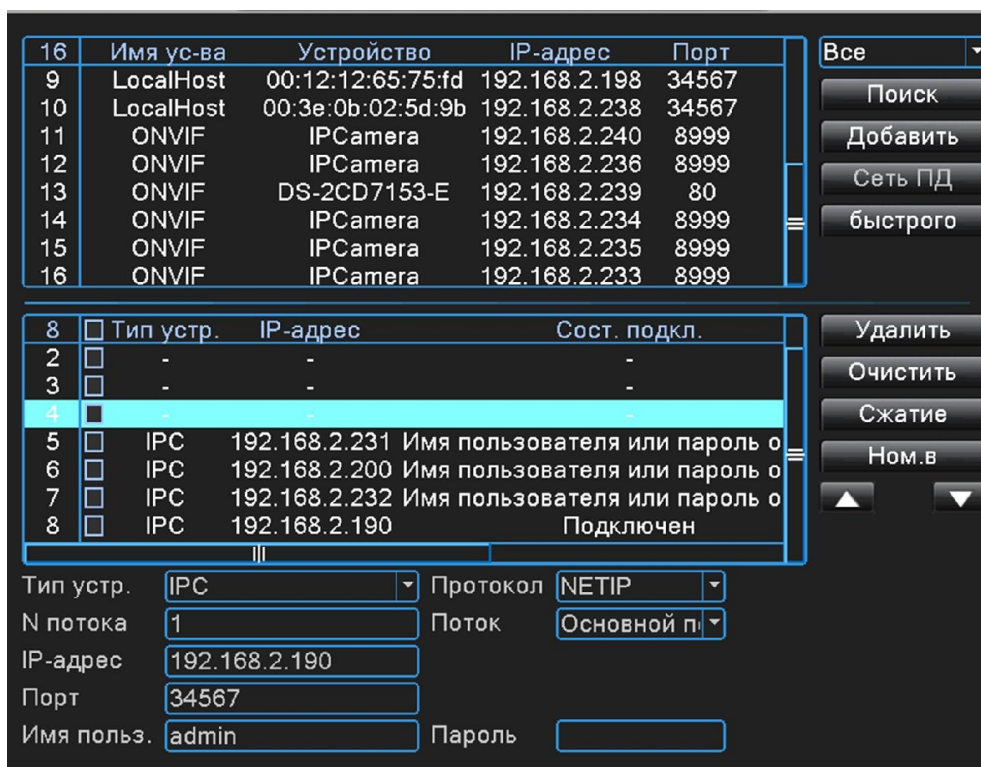 16 Имя ус-ва Устройство IP-адрес Порт
9 LocalHost 00:12:12:65:75:fd 192.168.2.198 34567
10 LocalHost 00:3e:0b:02:5d:9b 192.168.2.238 34567
11 ONVIF IPCamera 192.168.2.240 8999
12 ONVIF IPCamera 192.168.2.236 8999
13 ONVIF DS-2CD7153-E 192.168.2.239 80
14 ONVIF IPCamera 192.168.2.234 8999
15 ONVIF IPCamera 192.168.2.235 8999
16 ONVIF IPCamera 192.168.2.233 8999
Все
Поиск
Добавить
Сеть ПД
быстрого
8 Тип устр. IP-адрес Сост. подкл.
2 - - -
3 - - -
4 - - -
5 IPC 192.168.2.231 Имя пользователя или пароль о
6 IPC 192.168.2.200 Имя пользователя или пароль о
7 IPC 192.168.2.232 Имя пользователя или пароль о
8 IPC 192.168.2.190 Подключен
Удалить
Очистить
Сжатие
Ном.в
Тип устр. IPC Протокол NETIP
N потока 1 Поток Основной п
IP-адрес 192.168.2.190
Порт 34567
Имя польз. admin Пароль